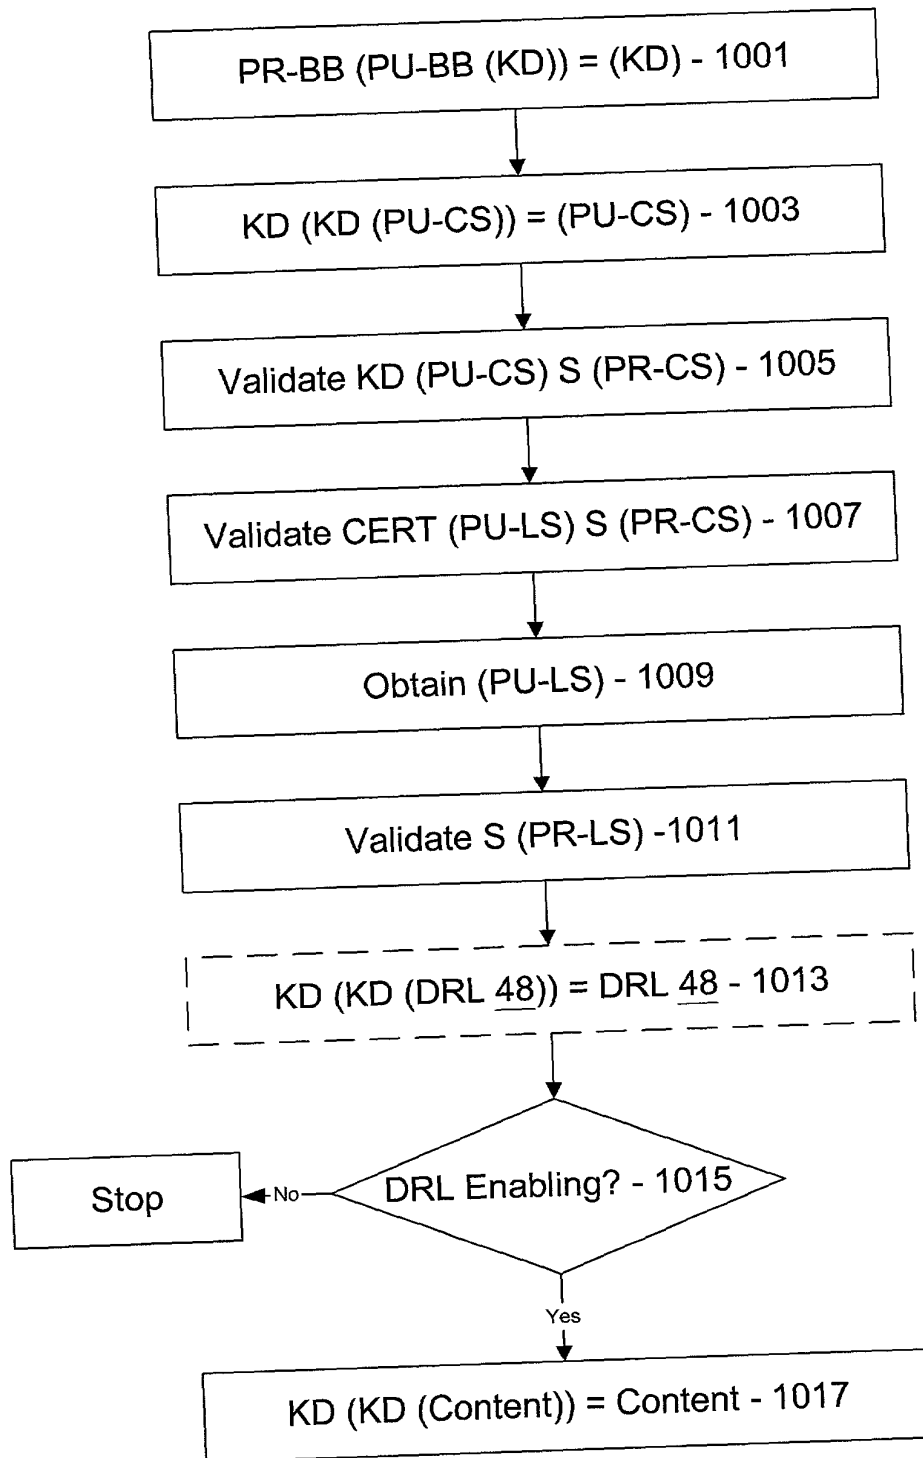 PR-BB (PU-BB (KD)) = (KD) - 1001
KD (KD (PU-CS)) = (PU-CS) - 1003
Validate KD (PU-CS) S (PR-CS) - 1005
Validate CERT (PU-LS) S (PR-CS) - 1007
Obtain (PU-LS) - 1009
Validate S (PR-LS) -1011
KD (KD (DRL 48)) = DRL 48 - 1013
DRL Enabling? - 1015
No
Stop
Yes
KD (KD (Content)) = Content - 1017